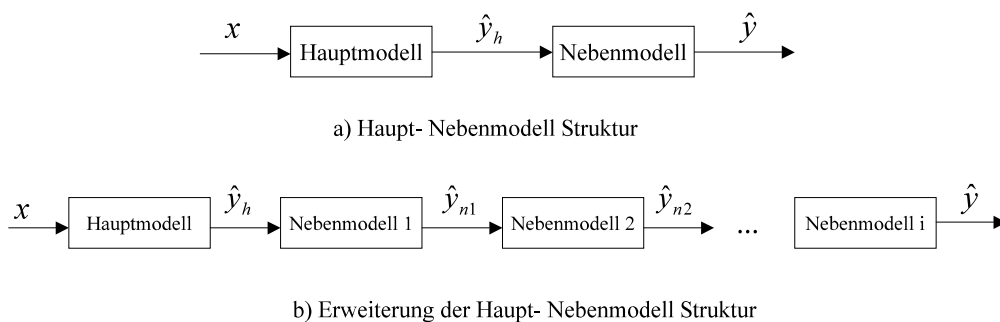 x Hauptmodell ŷ_h Nebenmodell ŷ
a) Haupt- Nebenmodell Struktur
x Hauptmodell ŷ_h Nebenmodell 1 ŷ_n1 Nebenmodell 2 ŷ_n2 ... Nebenmodell i ŷ
b) Erweiterung der Haupt- Nebenmodell Struktur